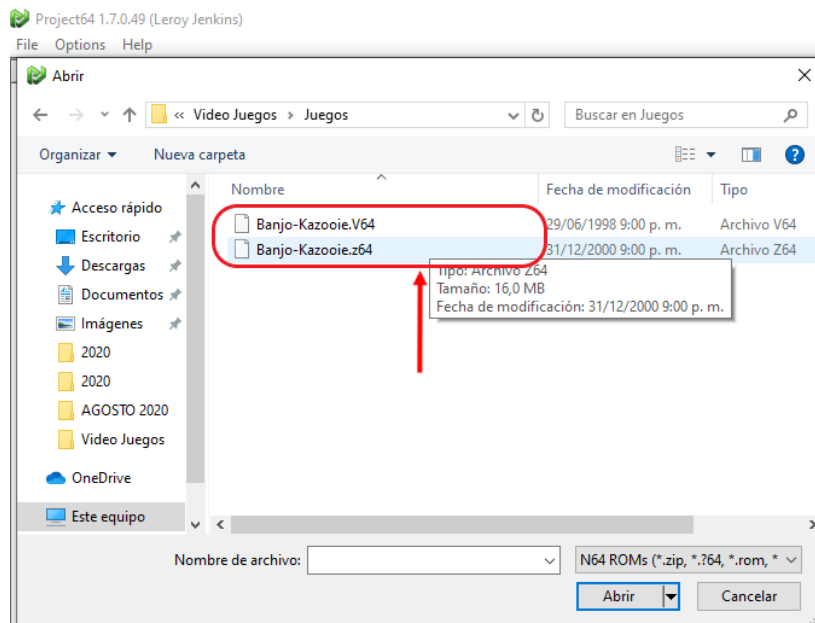 Project64 1.7.0.49 (Leroy Jenkins)
File Options Help
Abrir
« Video Juegos > Juegos
Buscar en Juegos
Organizar Nueva carpeta
Nombre Fecha de modificación Tipo
Acceso rápido
Escritorio
Descargas
Documentos
Imágenes
2020
2020
AGOSTO 2020
Video Juegos
OneDrive
Este equipo
Banjo-Kazooie.V64 29/06/1998 9:00 p. m. Archivo V64
Banjo-Kazooie.z64 31/12/2000 9:00 p. m. Archivo Z64
Tipo: Archivo Z64
Tamaño: 16,0 MB
Fecha de modificación: 31/12/2000 9:00 p. m.
Nombre de archivo:
N64 ROMs (*.zip, *.?64, *.rom, *
Abrir Cancelar